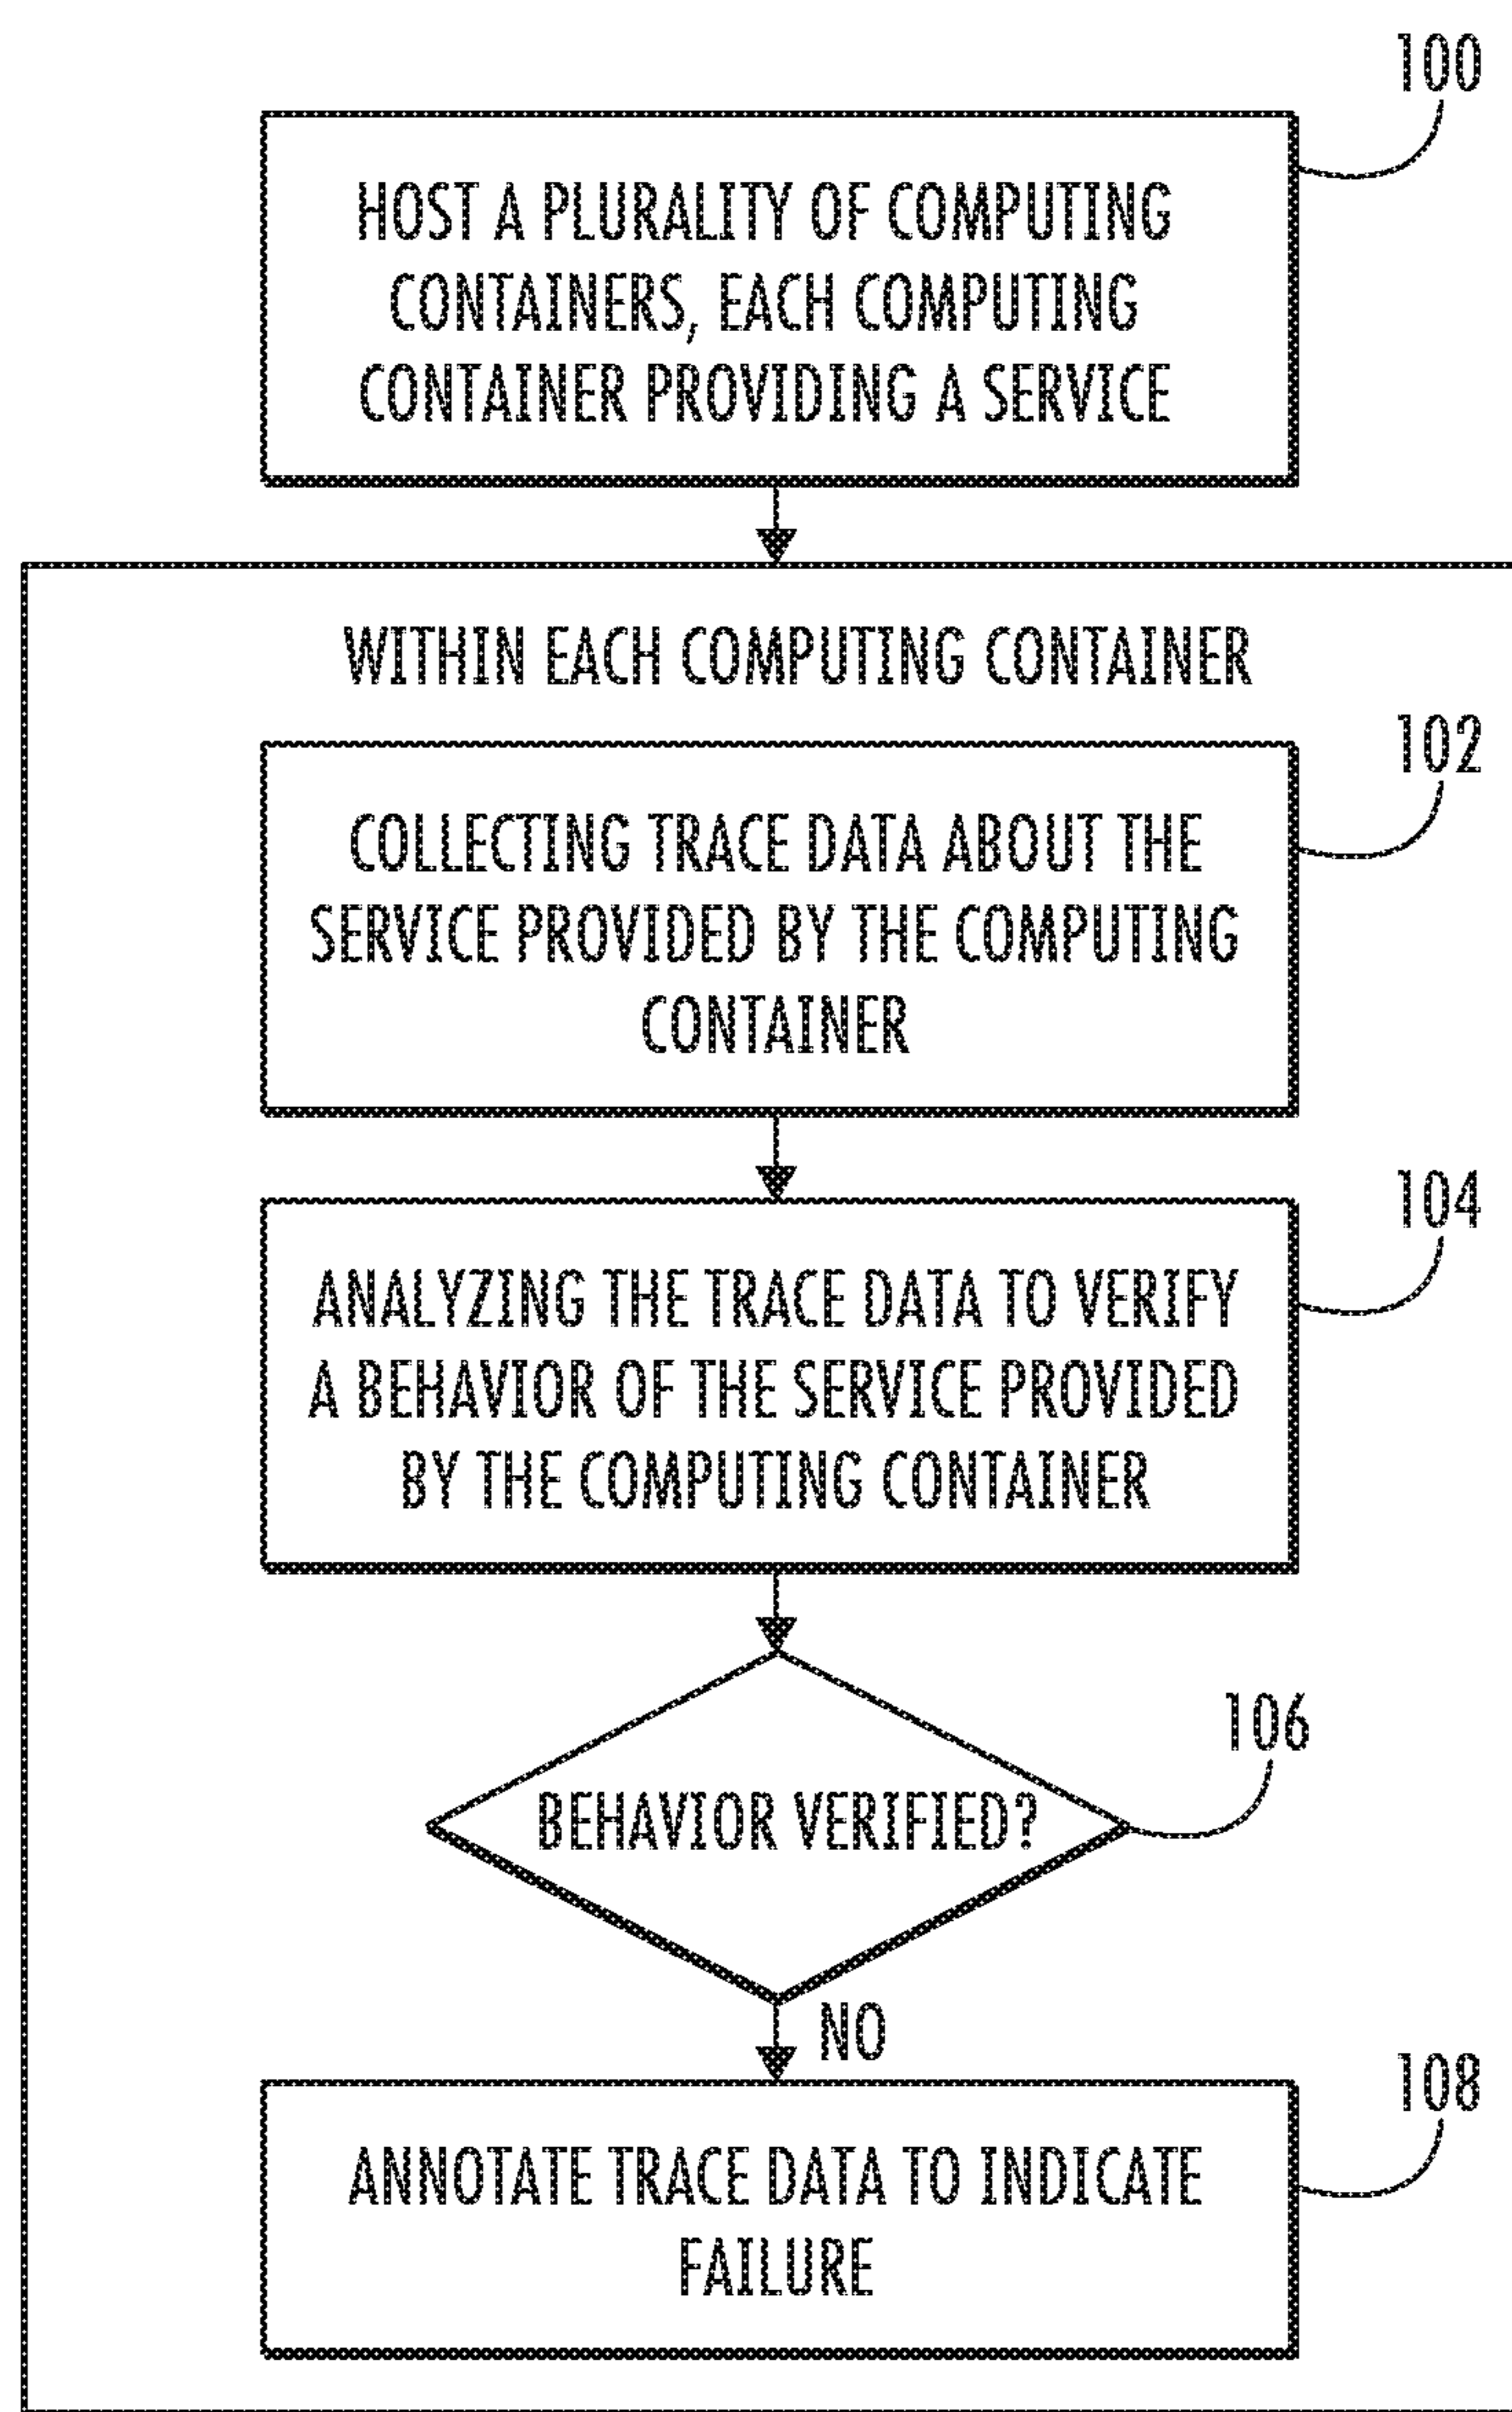 100
HOST A PLURALITY OF COMPUTING
CONTAINERS, EACH COMPUTING
CONTAINER PROVIDING A SERVICE
WITHIN EACH COMPUTING CONTAINER
102
COLLECTING TRACE DATA ABOUT THE
SERVICE PROVIDED BY THE COMPUTING
CONTAINER
104
ANALYZING THE TRACE DATA TO VERIFY
A BEHAVIOR OF THE SERVICE PROVIDED
BY THE COMPUTING CONTAINER
106
BEHAVIOR VERIFIED?
NO
108
ANNOTATE TRACE DATA TO INDICATE
FAILURE